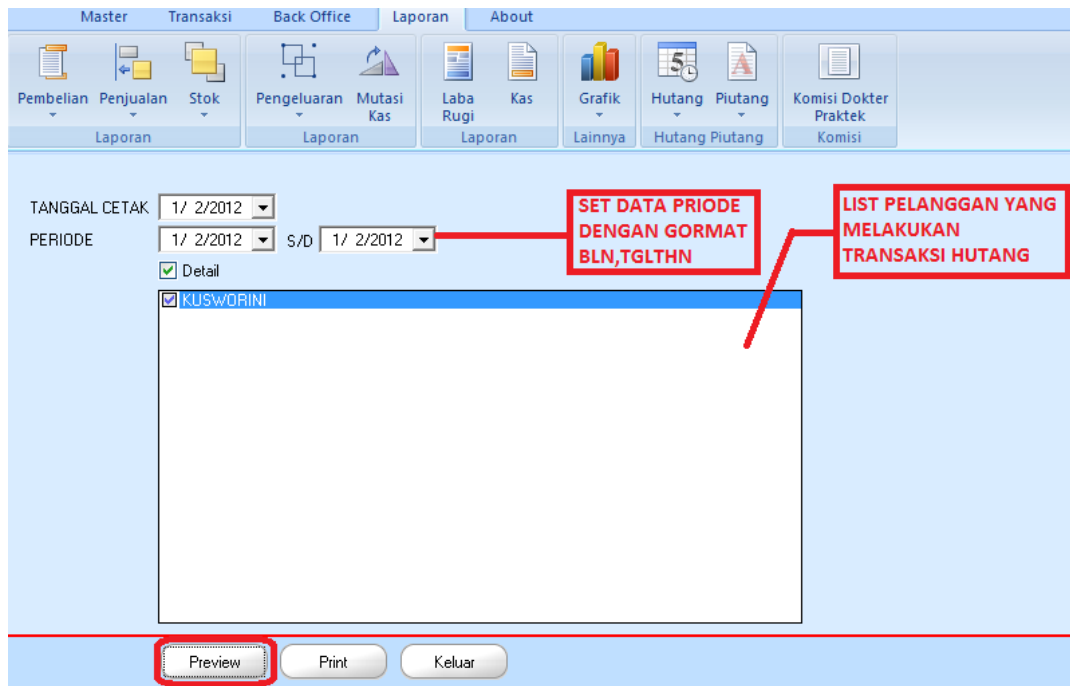 Master Transaksi Back Office Laporan About
Pembelian Penjualan Stok Pengeluaran Mutasi Kas Laba Rugi Kas Grafik Hutang Piutang Komisi Dokter Praktek
Laporan Laporan Laporan Lainnya Hutang Piutang Komisi
TANGGAL CETAK 1/ 2/2012
PERIODE 1/ 2/2012 S/D 1/ 2/2012
Detail
KUSWORINI
SET DATA PRIODE
DENGAN GORMAT
BLN,TGLTHN
LIST PELANGGAN YANG
MELAKUKAN
TRANSAKSI HUTANG
Preview Print Keluar